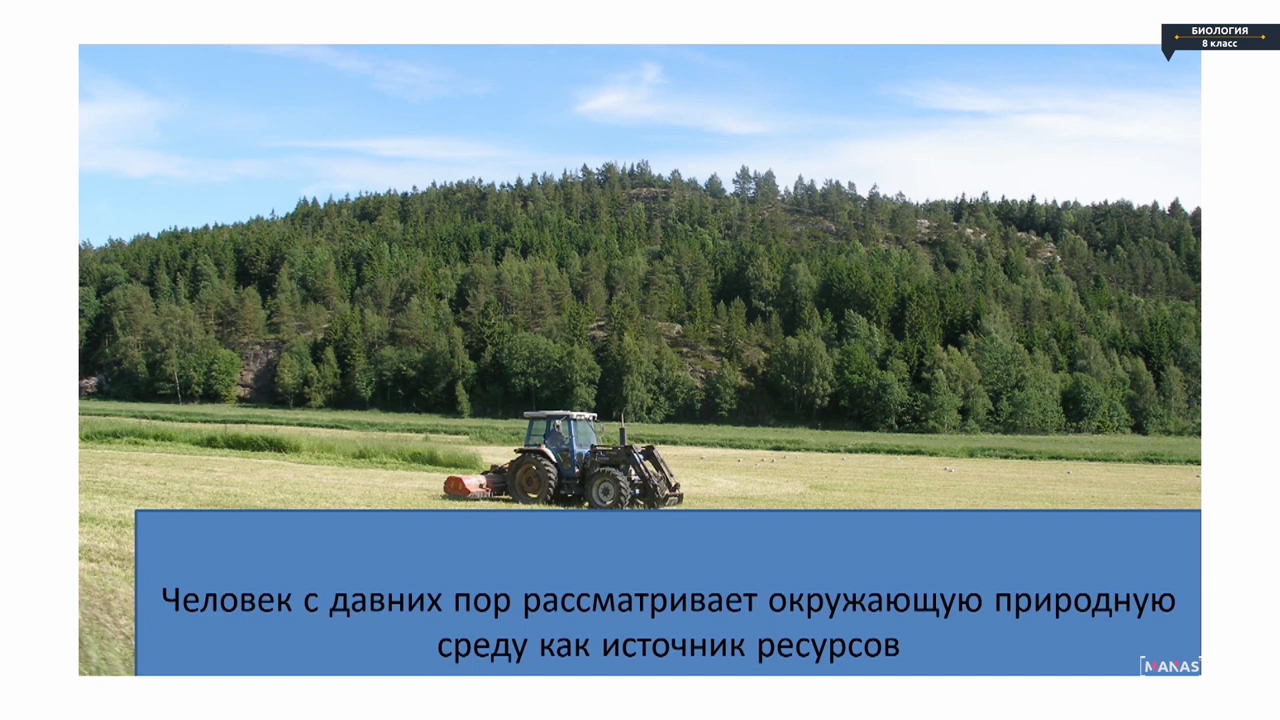 БИОЛОГИЯ
8 класс
Человек с давних пор рассматривает окружающую природную
среду как источник ресурсов
MANAS